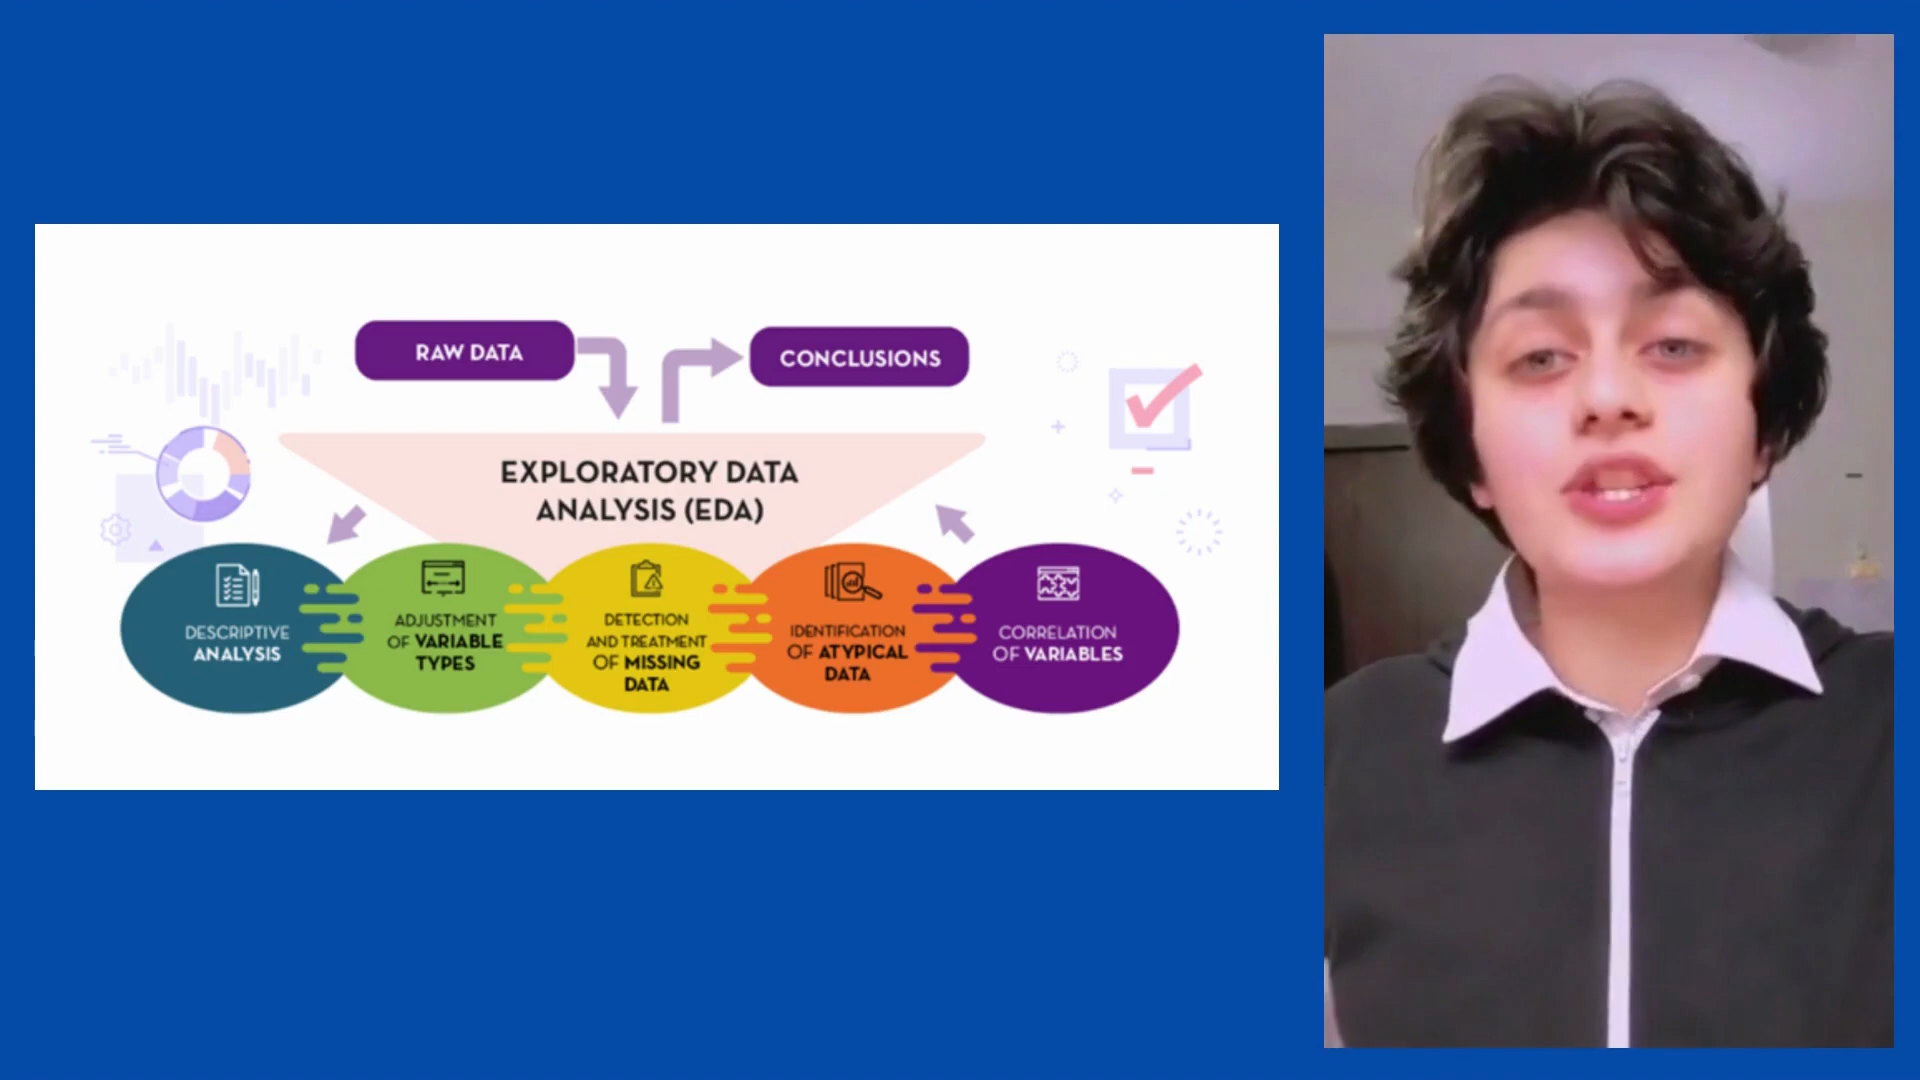 RAW DATA
CONCLUSIONS
EXPLORATORY DATA
ANALYSIS (EDA)
DESCRIPTIVE
ANALYSIS
ADJUSTMENT
OF VARIABLE
TYPES
DETECTION
AND TREATMENT
OF MISSING
DATA
IDENTIFICATION
OF ATYPICAL
DATA
CORRELATION
OF VARIABLES